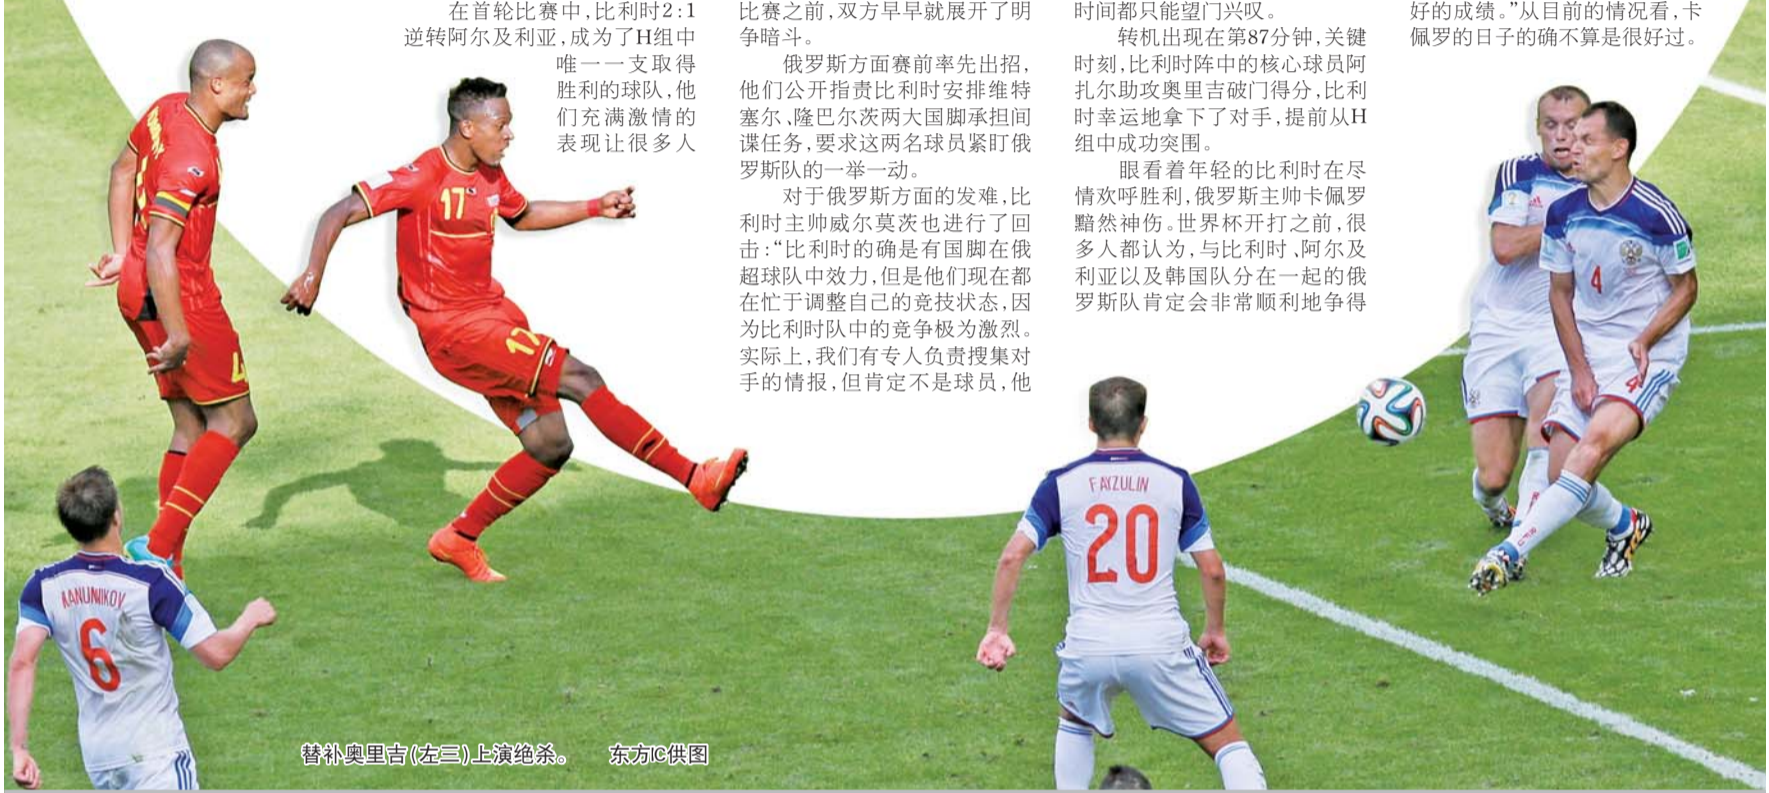 在首轮比赛中，比利时2:1
逆转阿尔及利亚，成为了H组中
唯一一支取得
胜利的球队，他
们充满激情的
表现让很多人
比赛之前，双方早早就展开了明
争暗斗。
俄罗斯方面赛前率先出招，
他们公开指责比利时安排维特
塞尔、隆巴尔茨两大国脚承担间
谍任务，要求这两名球员紧盯俄
罗斯队的一举一动。
对于俄罗斯方面的发难，比
利时主帅威尔莫茨也进行了回
击：“比利时的确是有国脚在俄
超球队中效力，但是他们现在都
在忙于调整自己的竞技状态，因
为比利时队中的竞争极为激烈。
实际上，我们有专人负责搜集对
手的情报，但肯定不是球员，他
时间都只能望门兴叹。
转机出现在第87分钟，关键
时刻，比利时阵中的核心球员阿
扎尔助攻奥里吉破门得分，比利
时幸运地拿下了对手，提前从H
组中成功突围。
眼看着年轻的比利时在尽
情欢呼胜利，俄罗斯主帅卡佩罗
黯然神伤。世界杯开打之前，很
多人都认为，与比利时、阿尔及
利亚以及韩国队分在一起的俄
罗斯队肯定会非常顺利地争得
好的成绩。”从目前的情况看，卡
佩罗的日子的确不算是很好过。
17
17
4
4
4
FAYZULIN
20
KANUNNIKOV
6
替补奥里吉(左三)上演绝杀。 东方IC供图